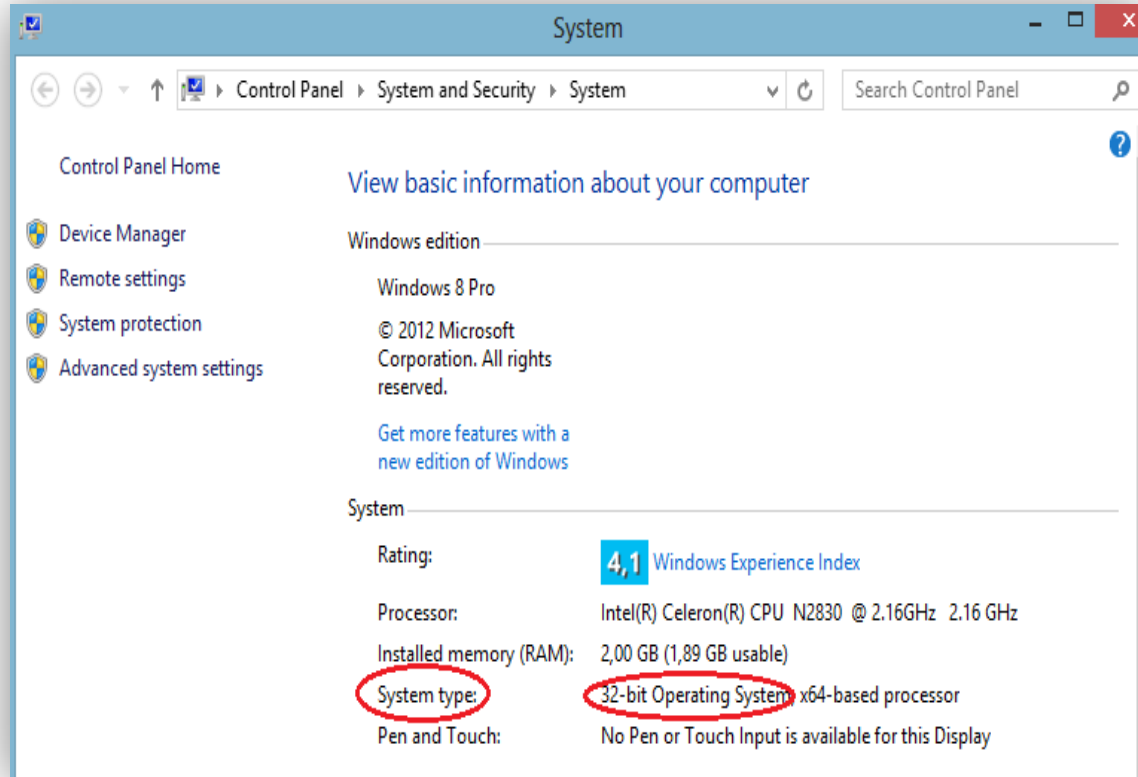 System
x
Control Panel System and Security System
Search Control Panel
?
Control Panel Home
View basic information about your computer
Device Manager
Windows edition
Remote settings
Windows 8 Pro
System protection
© 2012 Microsoft
Corporation. All rights
reserved.
Advanced system settings
Get more features with a
new edition of Windows
System
Rating: 4,1 Windows Experience Index
Processor: Intel(R) Celeron(R) CPU N2830 @ 2.16GHz 2.16 GHz
Installed memory (RAM): 2,00 GB (1,89 GB usable)
System type: 32-bit Operating System, x64-based processor
Pen and Touch: No Pen or Touch Input is available for this Display